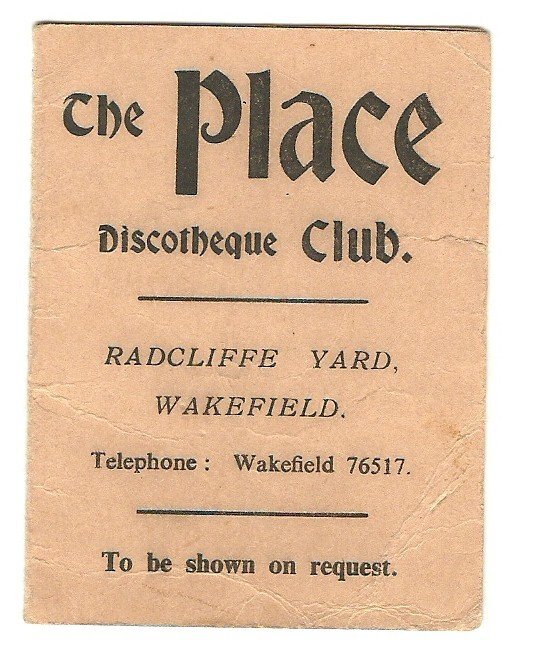 The Place
Discotheque Club.
RADCLIFFE YARD,
WAKEFIELD.
Telephone : Wakefield 76517.
To be shown on request.